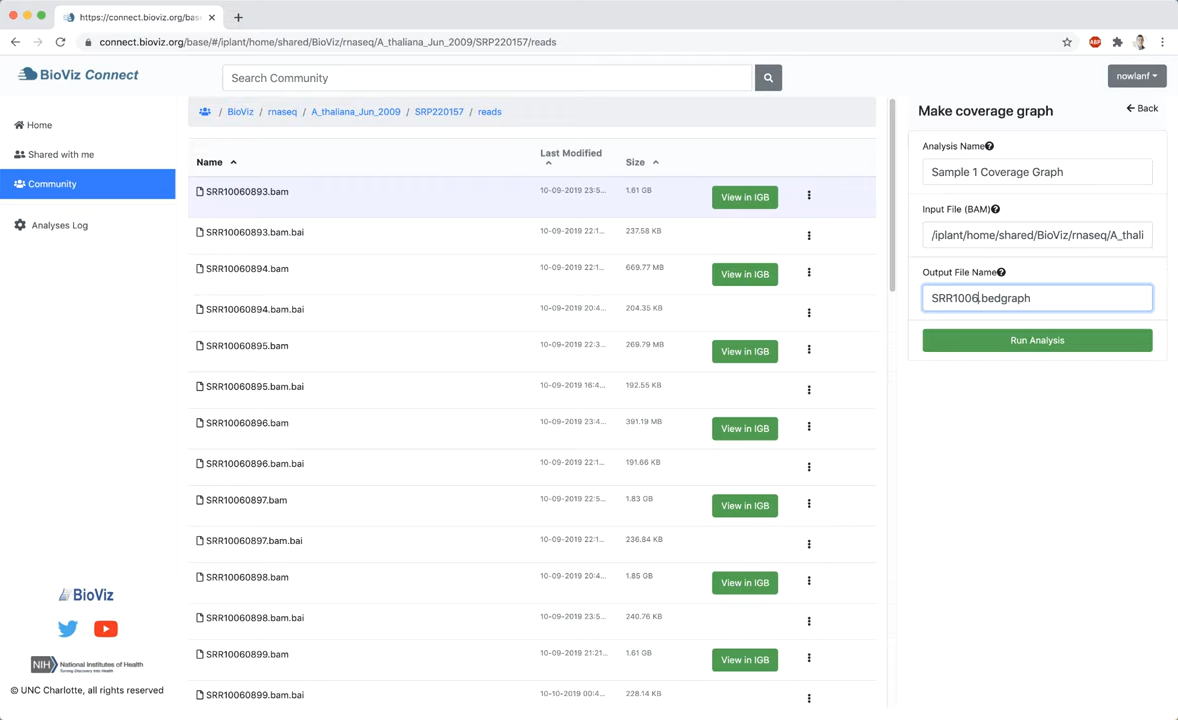 https://connect.bioviz.org/bas
connect.bioviz.org/base/#/iplant/home/shared/BioViz/rnaseq/A_thaliana_Jun_2009/SRP220157/reads
ABP
BioViz Connect
Search Community
nowlanf
Home
Shared with me
Community
Analyses Log
/ BioViz / rnaseq / A_thaliana_Jun_2009 / SRP220157 / reads
Name
Last Modified
Size
SRR10060893.bam 10-09-2019 23:5... 1.61 GB View in IGB
SRR10060893.bam.bai 10-09-2019 22:1... 237.58 KB
SRR10060894.bam 10-09-2019 22:1... 669.77 MB View in IGB
SRR10060894.bam.bai 10-09-2019 20:4... 204.35 KB
SRR10060895.bam 10-09-2019 22:3... 269.79 MB View in IGB
SRR10060895.bam.bai 10-09-2019 16:4... 192.55 KB
SRR10060896.bam 10-09-2019 23:4... 391.19 MB View in IGB
SRR10060896.bam.bai 10-09-2019 22:1... 191.66 KB
SRR10060897.bam 10-09-2019 22:5... 1.83 GB View in IGB
SRR10060897.bam.bai 10-09-2019 22:1... 236.84 KB
SRR10060898.bam 10-09-2019 20:4... 1.85 GB View in IGB
SRR10060898.bam.bai 10-09-2019 23:5... 240.76 KB
SRR10060899.bam 10-09-2019 21:21... 1.61 GB View in IGB
SRR10060899.bam.bai 10-10-2019 00:4... 228.14 KB
Make coverage graph
Back
Analysis Name
Sample 1 Coverage Graph
Input File (BAM)
/iplant/home/shared/BioViz/rnaseq/A_thali
Output File Name
SRR1006.bedgraph
Run Analysis
BioViz
NIH National Institutes of Health
Turning Discovery Into Health
© UNC Charlotte, all rights reserved